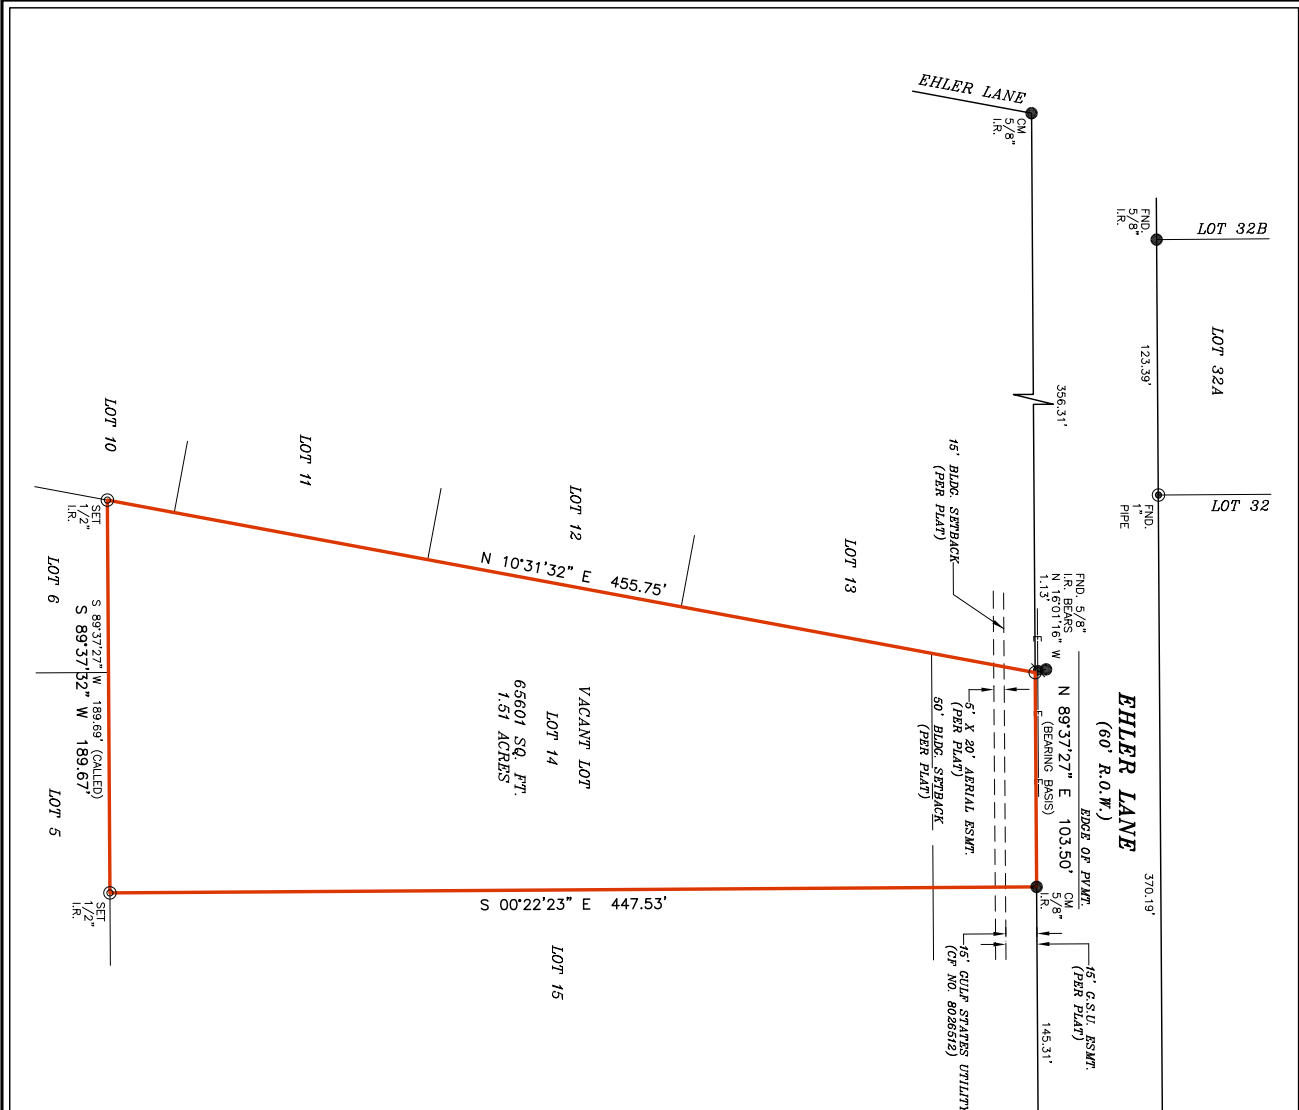 EHLER LANE
CM
5/8"
I.R.
FND.
5/8"
I.R.
LOT 32B
LOT 32A
123.39'
LOT 32
FND.
1"
PIPE
356.31'
15' BLDG. SETBACK
(PER PLAT)
FND. 5/8"
I.R. BEARS
N 16°01'16" W
1.13'
E
E
E
N 89°37'27" E 103.50'
(BEARING BASIS)
EDGE OF PVMT.
EHLER LANE
(60' R.O.W.)
370.19'
CM
5/8"
I.R.
15' G.S.U. ESMT.
(PER PLAT)
145.31'
15' GULF STATES UTILITY
(CF NO. 8026512)
5' X 20' AERIAL ESMT.
(PER PLAT)
50' BLDG. SETBACK
(PER PLAT)
LOT 10
LOT 11
LOT 12
LOT 13
N 10°31'32" E 455.75'
VACANT LOT
LOT 14
65601 SQ. FT.
1.51 ACRES
SET
1/2"
I.R.
LOT 6
S 89°37'27" W 189.69' (CALLED)
S 89°37'32" W 189.67'
LOT 5
SET
1/2"
I.R.
S 00°22'23" E 447.53'
LOT 15